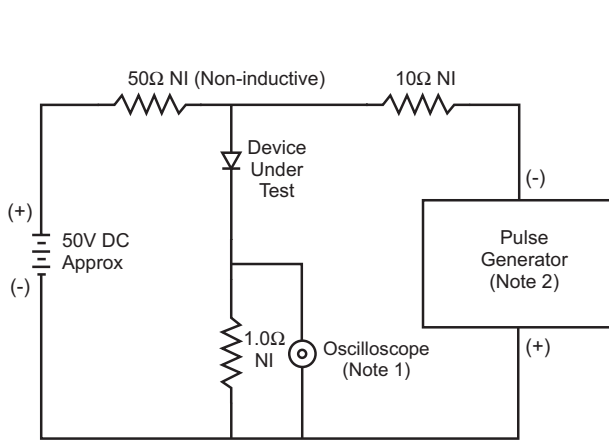 50Ω NI (Non-inductive)
10Ω NI
Device
Under
Test
(-)
(+)
50V DC
Approx
(-)
Pulse
Generator
(Note 2)
1.0Ω
NI
Oscilloscope
(Note 1)
(+)